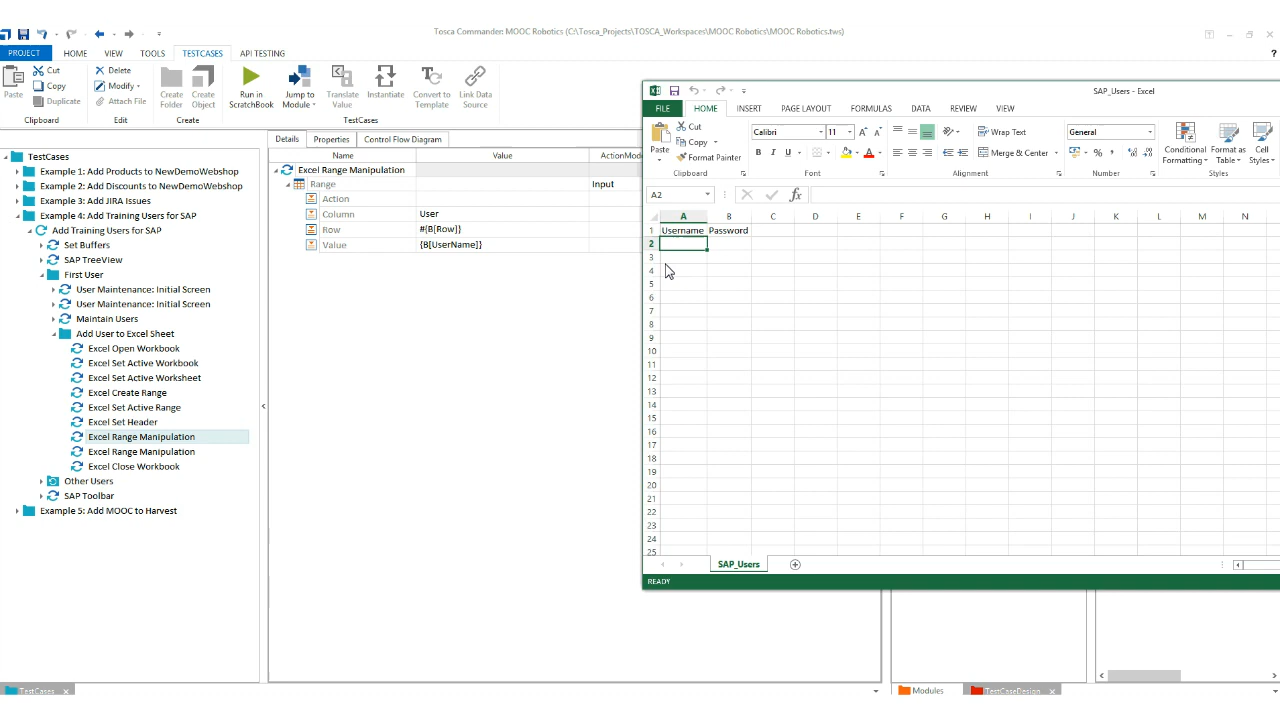 Tosca Commander: MOOC Robotics (C:\Tosca_Projects\TOSCA_Workspaces\MOOC Robotics\MOOC Robotics.tws)
PROJECT HOME VIEW TOOLS TESTCASES API TESTING
?
Paste Cut Copy Duplicate
Delete Modify Attach File
Create Folder Create Object
Run in ScratchBook Jump to Module Translate Value Instantiate Convert to Template Link Data Source
Clipboard Edit Create TestCases
TestCases
Example 1: Add Products to NewDemoWebshop
Example 2: Add Discounts to NewDemoWebshop
Example 3: Add JIRA Issues
Example 4: Add Training Users for SAP
Add Training Users for SAP
Set Buffers
SAP TreeView
First User
User Maintenance: Initial Screen
User Maintenance: Initial Screen
Maintain Users
Add User to Excel Sheet
Excel Open Workbook
Excel Set Active Workbook
Excel Set Active Worksheet
Excel Create Range
Excel Set Active Range
Excel Set Header
Excel Range Manipulation
Excel Range Manipulation
Excel Close Workbook
Other Users
SAP Toolbar
Example 5: Add MOOC to Harvest
Details Properties Control Flow Diagram
Name Value ActionMod
Excel Range Manipulation
Range Input
Action
Column User
Row #{B[Row]}
Value {B[UserName]}
SAP_Users - Excel
FILE HOME INSERT PAGE LAYOUT FORMULAS DATA REVIEW VIEW
Paste Cut Copy Format Painter
Calibri 11
B I U
Wrap Text
Merge & Center
General
%
Conditional Formatting Format as Table Cell Styles
Clipboard Font Alignment Number Styles
A2 fx
A B C D E F G H I J K L M N
1 Username Password
2
3
4
5
6
7
8
9
10
11
12
13
14
15
16
17
18
19
20
21
22
23
24
25
SAP_Users
READY
TestCases
Modules TestCaseDesign